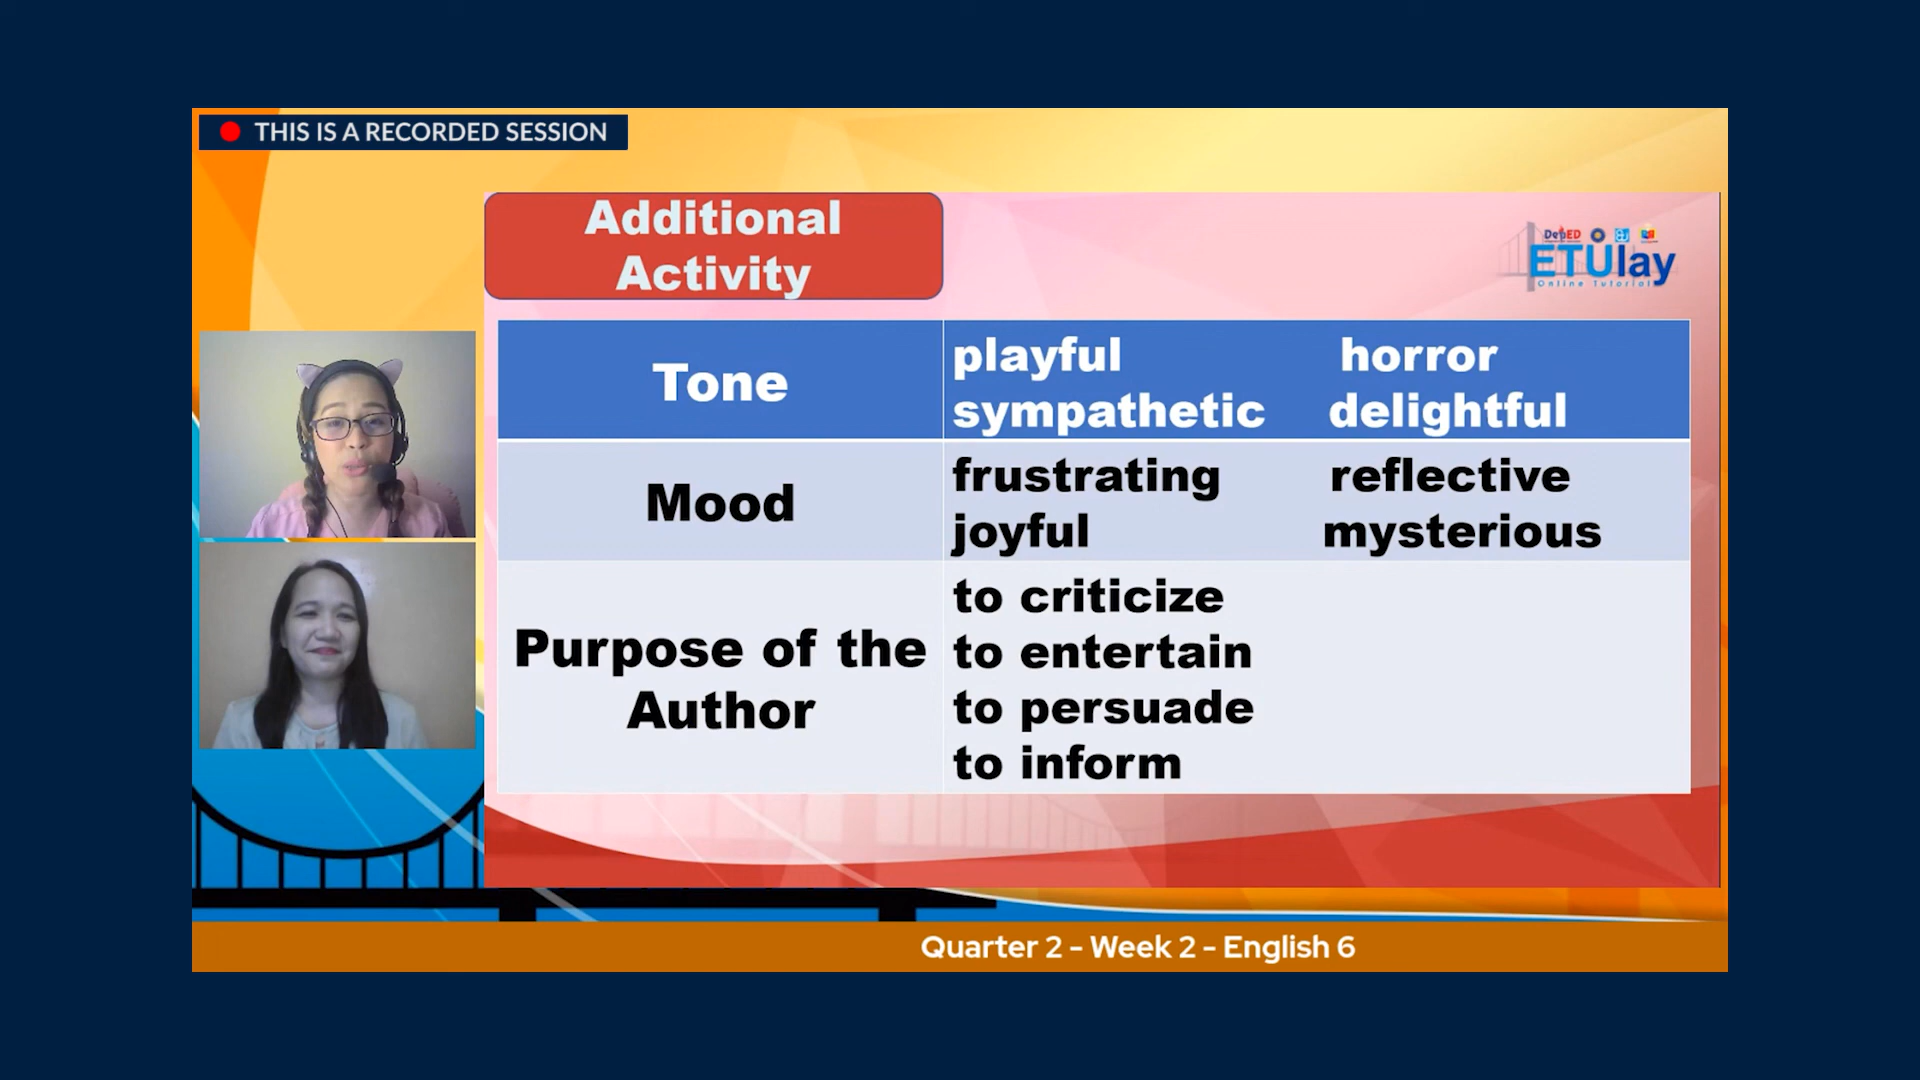 THIS IS A RECORDED SESSION
Additional
Activity
DepED
ETUlay
Online Tutorial
Tone
playful horror
sympathetic delightful
Mood
frustrating reflective
joyful mysterious
Purpose of the
Author
to criticize
to entertain
to persuade
to inform
Quarter 2 - Week 2 - English 6